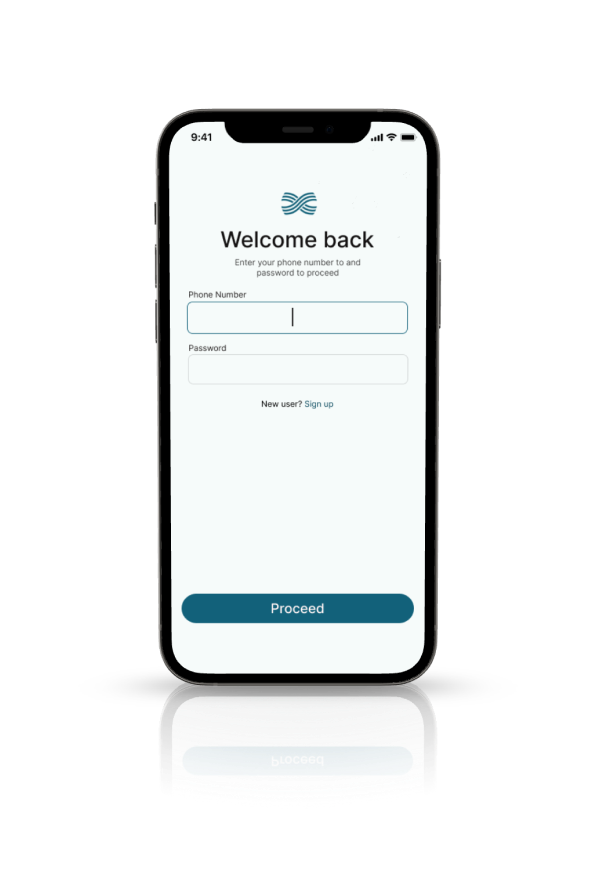 9:41
Welcome back
Enter your phone number to and
password to proceed
Phone Number
Password
New user? Sign up
Proceed
Proceed